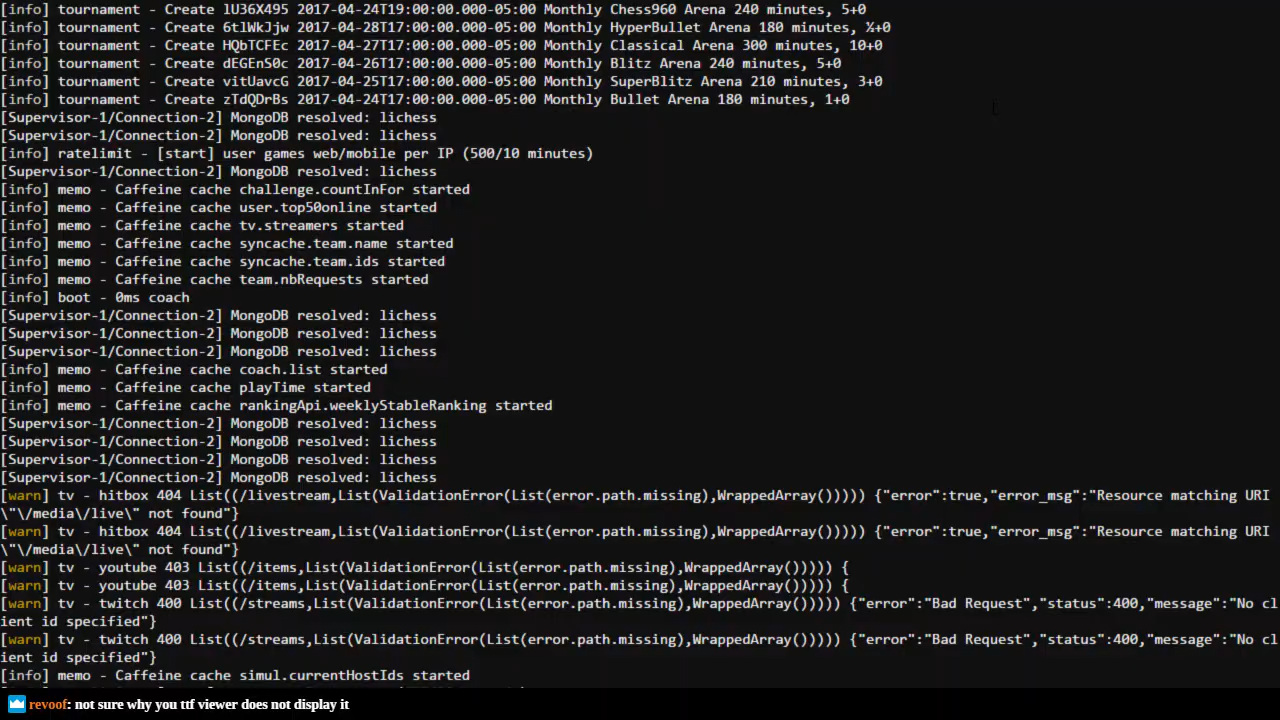 [info] tournament - Create lU36X495 2017-04-24T19:00:00.000-05:00 Monthly Chess960 Arena 240 minutes, 5+0
[info] tournament - Create 6tlWkJjw 2017-04-28T17:00:00.000-05:00 Monthly HyperBullet Arena 180 minutes, ½+0
[info] tournament - Create HQbTCFEc 2017-04-27T17:00:00.000-05:00 Monthly Classical Arena 300 minutes, 10+0
[info] tournament - Create dEGEnS0c 2017-04-26T17:00:00.000-05:00 Monthly Blitz Arena 240 minutes, 5+0
[info] tournament - Create vitUavcG 2017-04-25T17:00:00.000-05:00 Monthly SuperBlitz Arena 210 minutes, 3+0
[info] tournament - Create zTdQDrBs 2017-04-24T17:00:00.000-05:00 Monthly Bullet Arena 180 minutes, 1+0
[Supervisor-1/Connection-2] MongoDB resolved: lichess
[Supervisor-1/Connection-2] MongoDB resolved: lichess
[info] ratelimit - [start] user games web/mobile per IP (500/10 minutes)
[Supervisor-1/Connection-2] MongoDB resolved: lichess
[info] memo - Caffeine cache challenge.countInFor started
[info] memo - Caffeine cache user.top50online started
[info] memo - Caffeine cache tv.streamers started
[info] memo - Caffeine cache syncache.team.name started
[info] memo - Caffeine cache syncache.team.ids started
[info] memo - Caffeine cache team.nbRequests started
[info] boot - 0ms coach
[Supervisor-1/Connection-2] MongoDB resolved: lichess
[Supervisor-1/Connection-2] MongoDB resolved: lichess
[Supervisor-1/Connection-2] MongoDB resolved: lichess
[info] memo - Caffeine cache coach.list started
[info] memo - Caffeine cache playTime started
[info] memo - Caffeine cache rankingApi.weeklyStableRanking started
[Supervisor-1/Connection-2] MongoDB resolved: lichess
[Supervisor-1/Connection-2] MongoDB resolved: lichess
[Supervisor-1/Connection-2] MongoDB resolved: lichess
[Supervisor-1/Connection-2] MongoDB resolved: lichess
[warn] tv - hitbox 404 List((/livestream,List(ValidationError(List(error.path.missing),WrappedArray())))) {"error":true,"error_msg":"Resource matching URI
\"\/media\/live\" not found"}
[warn] tv - hitbox 404 List((/livestream,List(ValidationError(List(error.path.missing),WrappedArray())))) {"error":true,"error_msg":"Resource matching URI
\"\/media\/live\" not found"}
[warn] tv - youtube 403 List((/items,List(ValidationError(List(error.path.missing),WrappedArray())))) {
[warn] tv - youtube 403 List((/items,List(ValidationError(List(error.path.missing),WrappedArray())))) {
[warn] tv - twitch 400 List((/streams,List(ValidationError(List(error.path.missing),WrappedArray())))) {"error":"Bad Request","status":400,"message":"No cl
ient id specified"}
[warn] tv - twitch 400 List((/streams,List(ValidationError(List(error.path.missing),WrappedArray())))) {"error":"Bad Request","status":400,"message":"No cl
ient id specified"}
[info] memo - Caffeine cache simul.currentHostIds started
revoof: not sure why you ttf viewer does not display it